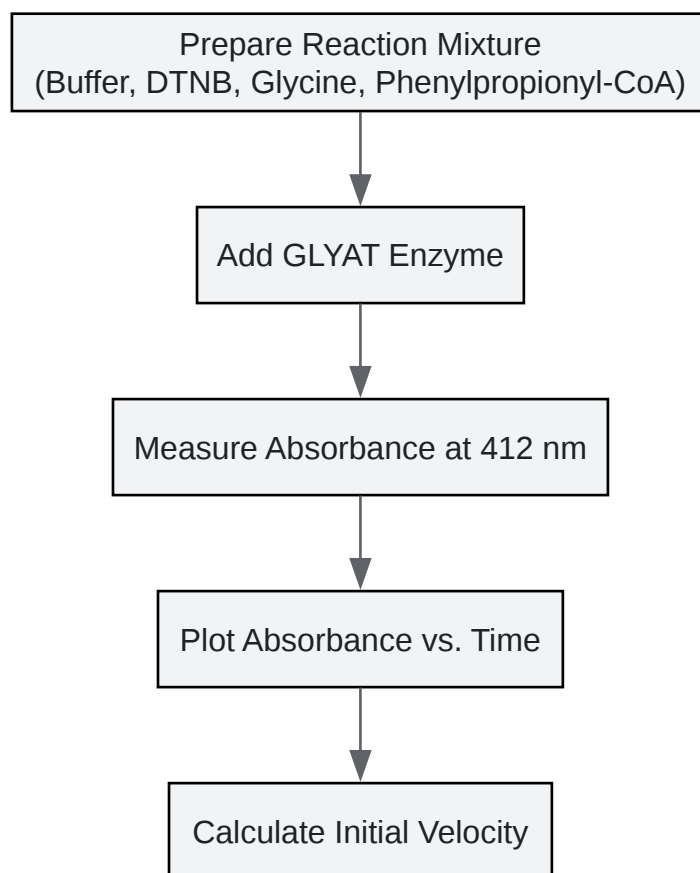 Prepare Reaction Mixture
(Buffer, DTNB, Glycine, Phenylpropionyl-CoA)
Add GLYAT Enzyme
Measure Absorbance at 412 nm
Plot Absorbance vs. Time
Calculate Initial Velocity